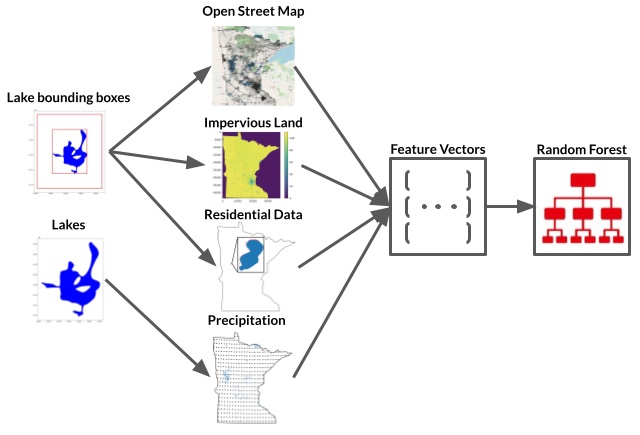 Open Street Map
Lake bounding boxes
Impervious Land
Feature Vectors
Random Forest
Residential Data
Lakes
Precipitation